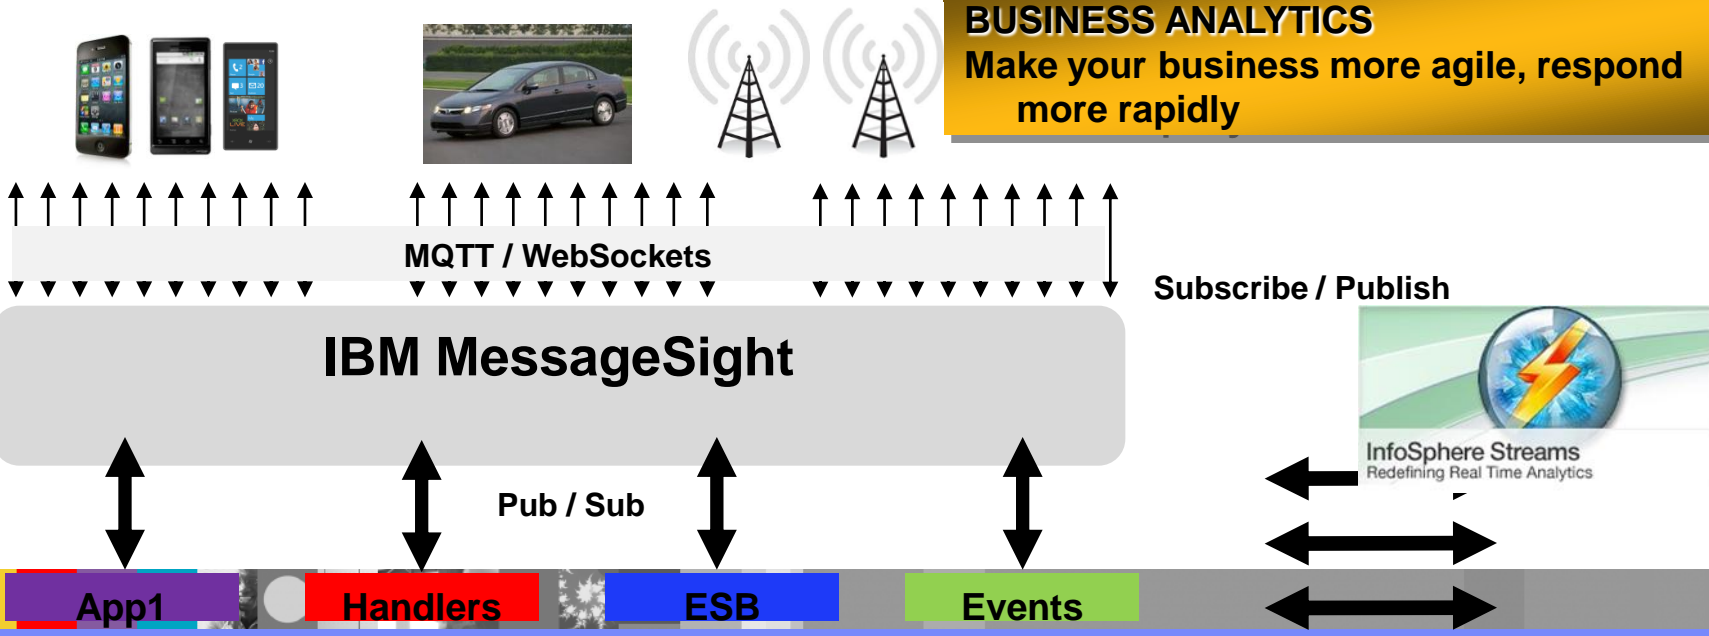 BUSINESS ANALYTICS
Make your business more agile, respond
more rapidly
MQTT / WebSockets
Subscribe / Publish
IBM MessageSight
InfoSphere Streams
Redefining Real Time Analytics
Pub / Sub
App1
Handlers
ESB
Events